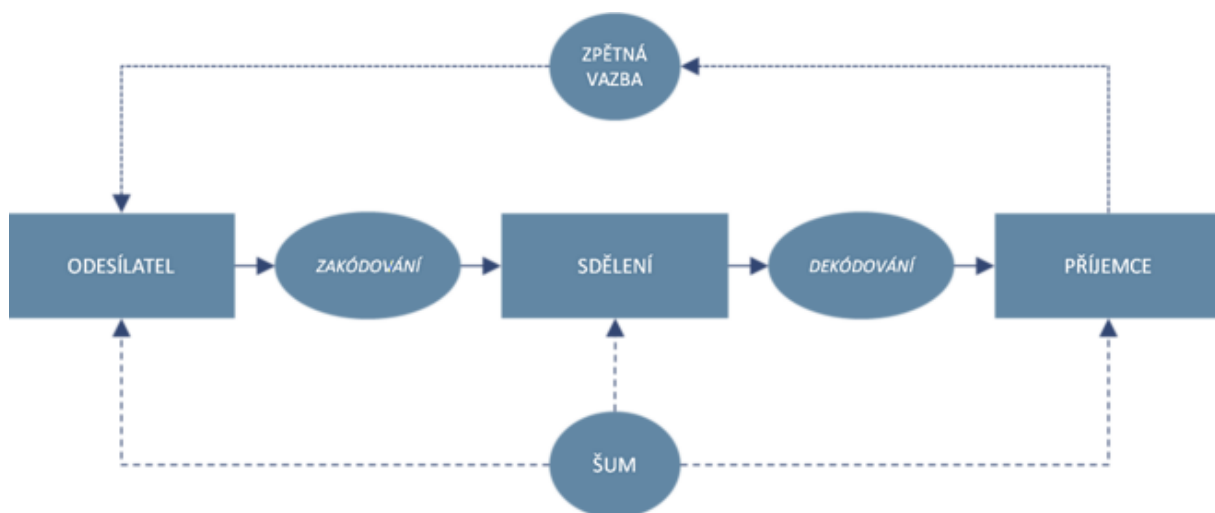 ZPĚTNÁ
VAZBA
ODESÍLATEL
ZAKÓDOVÁNÍ
SDĚLENÍ
DEKÓDOVÁNÍ
PŘÍJEMCE
ŠUM